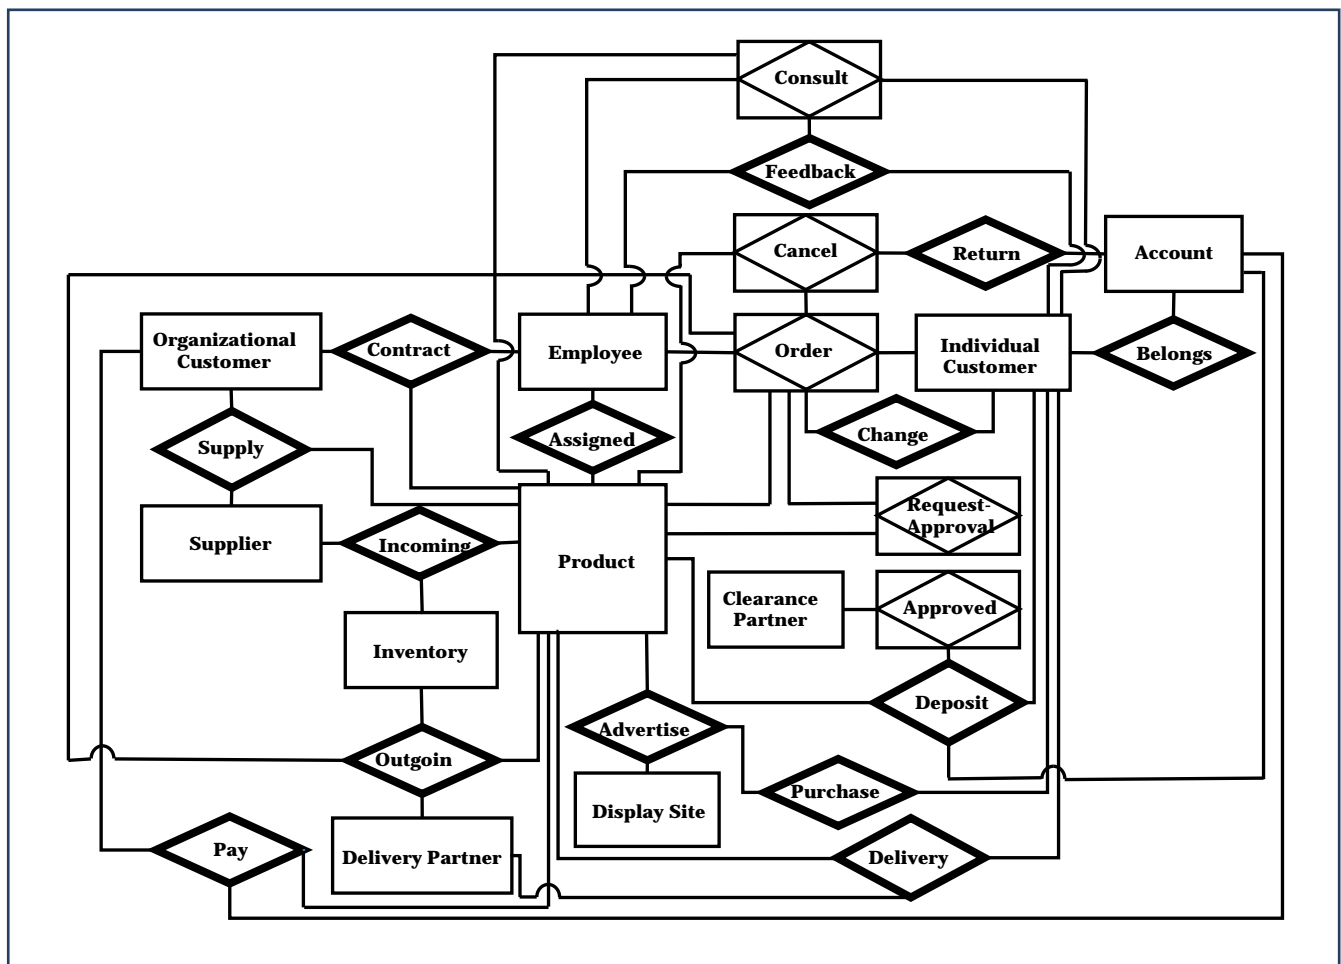 Consult
Feedback
Cancel
Return
Account
Organizational
Customer
Contract
Employee
Order
Individual
Customer
Belongs
Supply
Assigned
Change
Request-
Approval
Supplier
Incoming
Product
Clearance
Partner
Approved
Inventory
Deposit
Advertise
Outgoin
Purchase
Display Site
Pay
Delivery Partner
Delivery